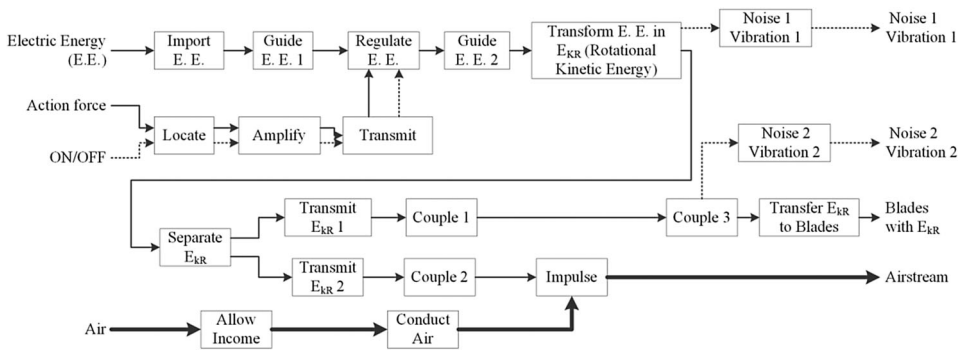 Electric Energy
(E.E.)
Import
E. E.
Guide
E. E. 1
Regulate
E. E.
Guide
E. E. 2
Transform E. E. in
EKR (Rotational
Kinetic Energy)
Noise 1
Vibration 1
Noise 1
Vibration 1
Action force
ON/OFF
Locate
Amplify
Transmit
Noise 2
Vibration 2
Noise 2
Vibration 2
Separate
EkR
Transmit
EkR 1
Couple 1
Couple 3
Transfer EkR
to Blades
Blades
with EkR
Transmit
EkR 2
Couple 2
Impulse
Airstream
Air
Allow
Income
Conduct
Air